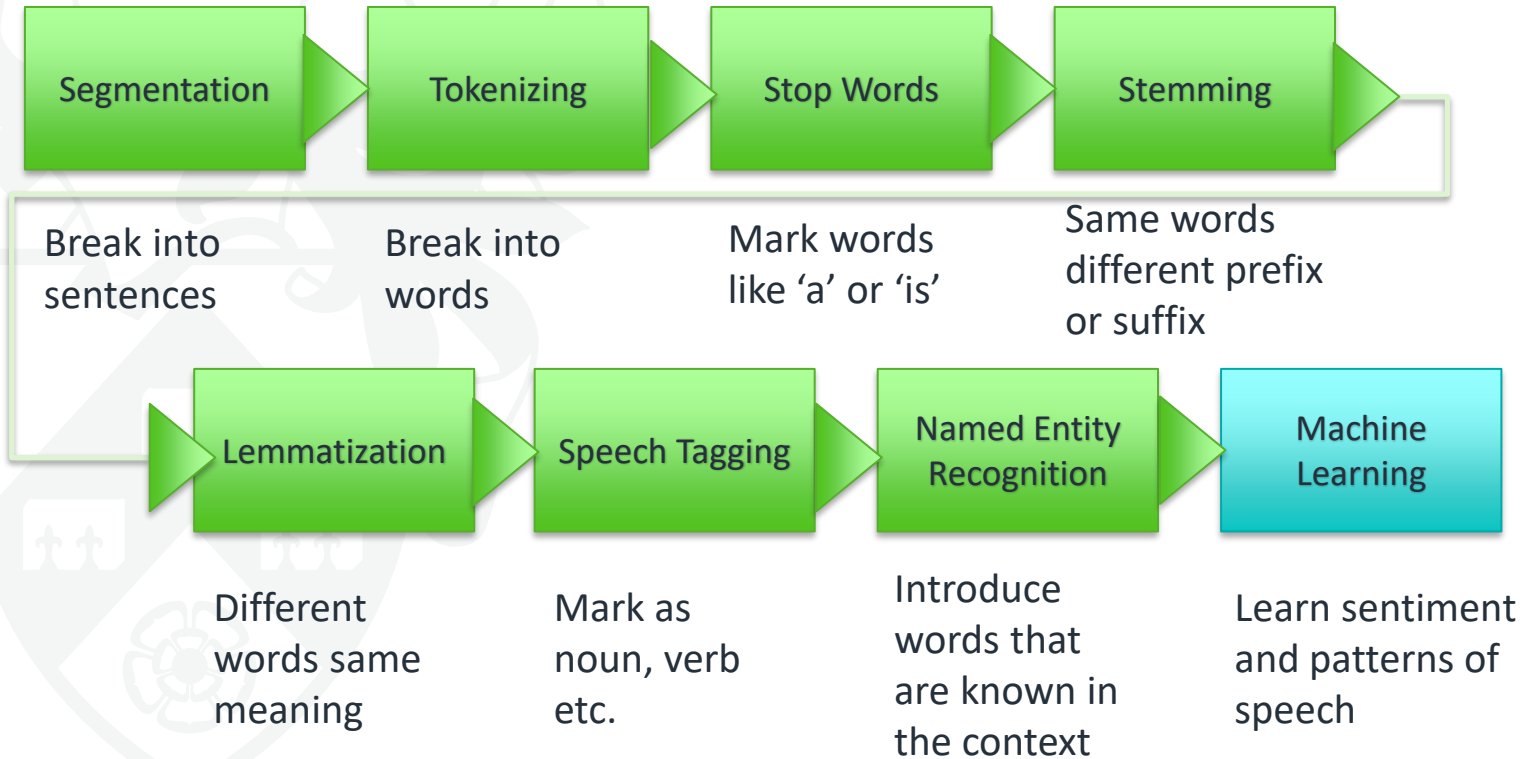 Segmentation
Tokenizing
Stop Words
Stemming
Break into
sentences
Break into
words
Mark words
like ‘a’ or ‘is’
Same words
different prefix
or suffix
Lemmatization
Speech Tagging
Named Entity
Recognition
Machine
Learning
Different
words same
meaning
Mark as
noun, verb
etc.
Introduce
words that
are known in
the context
Learn sentiment
and patterns of
speech